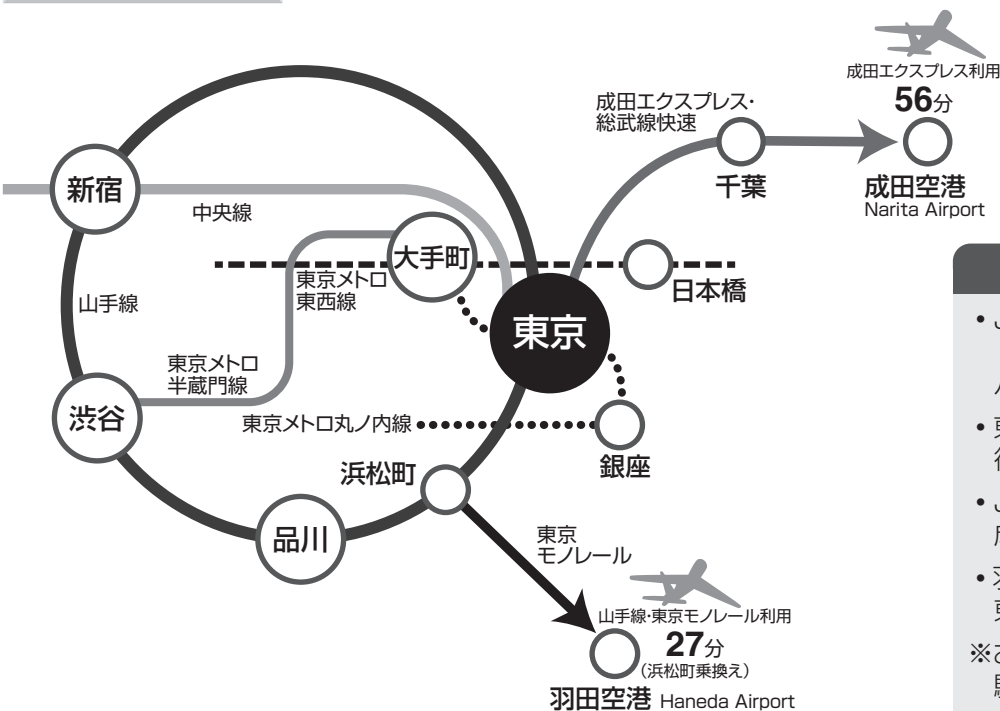 成田エクスプレス利用
56分
成田エクスプレス・
総武線快速
千葉
成田空港
Narita Airport
新宿
中央線
大手町
東京メトロ
東西線
日本橋
山手線
東京
東京メトロ
半蔵門線
渋谷
東京メトロ丸ノ内線
銀座
浜松町
品川
東京
モノレール
山手線・東京モノレール利用
27分
(浜松町乗換え)
羽田空港 Haneda Airport